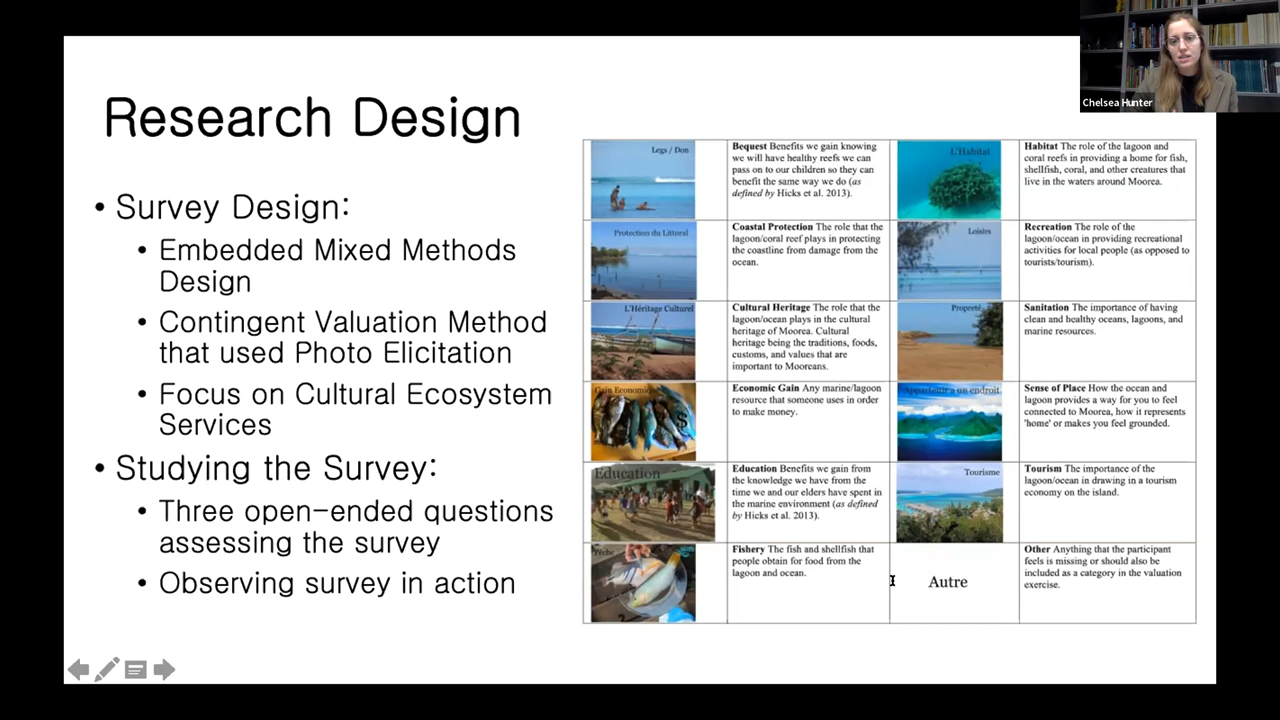 Chelsea Hunter
Research Design
• Survey Design:
• Embedded Mixed Methods
Design
• Contingent Valuation Method
that used Photo Elicitation
• Focus on Cultural Ecosystem
Services
• Studying the Survey:
• Three open-ended questions
assessing the survey
• Observing survey in action
Legs / Don
Bequest Benefits we gain knowing
we will have healthy reefs we can
pass on to our children so they can
benefit the same way we do (as
defined by Hicks et al. 2013).
L'Habitat
Habitat The role of the lagoon and
coral reefs in providing a home for fish,
shellfish, coral, and other creatures that
live in the waters around Moorea.
Protection du Littoral
Coastal Protection The role that the
lagoon/coral reef plays in protecting
the coastline from damage from the
ocean.
Loisirs
Recreation The role of the
lagoon/ocean in providing recreational
activities for local people (as opposed to
tourists/tourism).
L'Héritage Culturel
Cultural Heritage The role that the
lagoon/ocean plays in the cultural
heritage of Moorea. Cultural
heritage being the traditions, foods,
customs, and values that are
important to Mooreans.
Propreté
Sanitation The importance of having
clean and healthy oceans, lagoons, and
marine resources.
Gain Economique
$
Economic Gain Any marine/lagoon
resource that someone uses in order
to make money.
Appartenir a un endroit
Sense of Place How the ocean and
lagoon provides a way for you to feel
connected to Moorea, how it represents
'home' or makes you feel grounded.
Education
Education Benefits we gain from
the knowledge we have from the
time we and our elders have spent in
the marine environment (as defined
by Hicks et al. 2013).
Tourisme
Tourism The importance of the
lagoon/ocean in drawing in a tourism
economy on the island.
Pêche
Fishery The fish and shellfish that
people obtain for food from the
lagoon and ocean.
Autre
Other Anything that the participant
feels is missing or should also be
included as a category in the valuation
exercise.